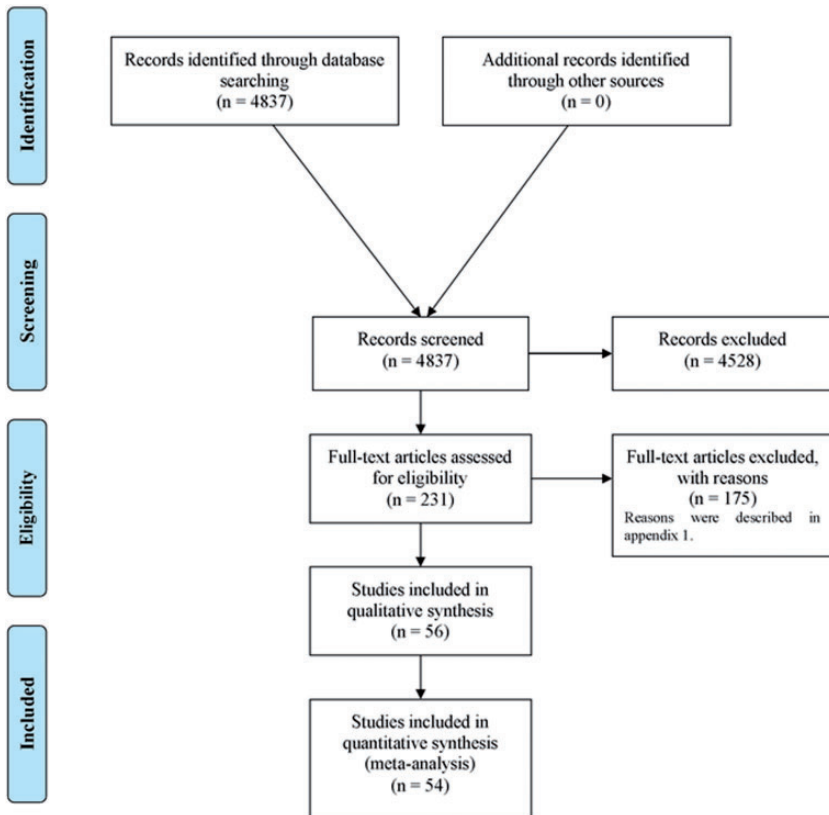 Identification
Records identified through database
searching
(n = 4837)
Additional records identified
through other sources
(n = 0)
Screening
Records screened
(n = 4837)
Records excluded
(n = 4528)
Eligibility
Full-text articles assessed
for eligibility
(n = 231)
Full-text articles excluded,
with reasons
(n = 175)
Reasons were described in
appendix 1.
Studies included in
qualitative synthesis
(n = 56)
Included
Studies included in
quantitative synthesis
(meta-analysis)
(n = 54)